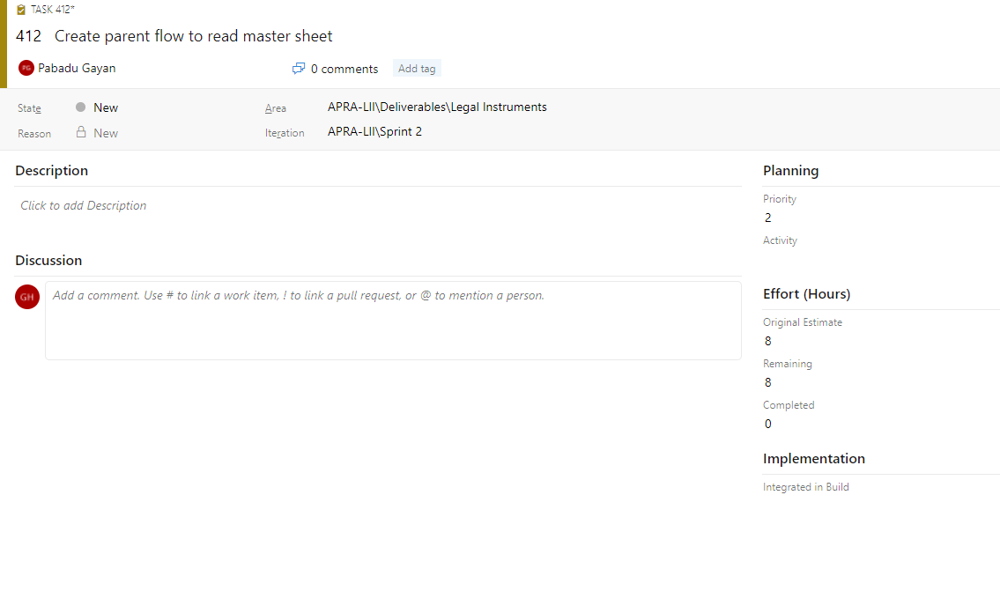 TASK 412*
412 Create parent flow to read master sheet
PG Pabadu Gayan 0 comments Add tag
State New Area APRA-LII\Deliverables\Legal Instruments
Reason New Iteration APRA-LII\Sprint 2
Description
Click to add Description
Discussion
GH Add a comment. Use # to link a work item, ! to link a pull request, or @ to mention a person.
Planning
Priority
2
Activity
Effort (Hours)
Original Estimate
8
Remaining
8
Completed
0
Implementation
Integrated in Build